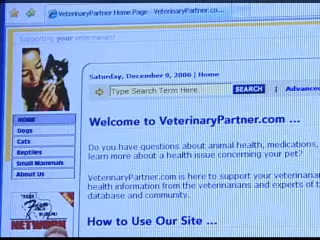 VeterinaryPartner Home Page - VeterinaryPartner.co...
Supporting your veterinarian!
Saturday, December 9, 2006 | Home
Type Search Term Here
SEARCH
|
Advanced
HOME
Dogs
Cats
Reptiles
Small Mammals
About Us
Welcome to VeterinaryPartner.com ...
Do you have questions about animal health, medications,
learn more about a health issue concerning your pet?
VeterinaryPartner.com is here to support your veterinarian
health information from the veterinarians and experts of t
database and community.
How to Use Our Site ...
NETWORK